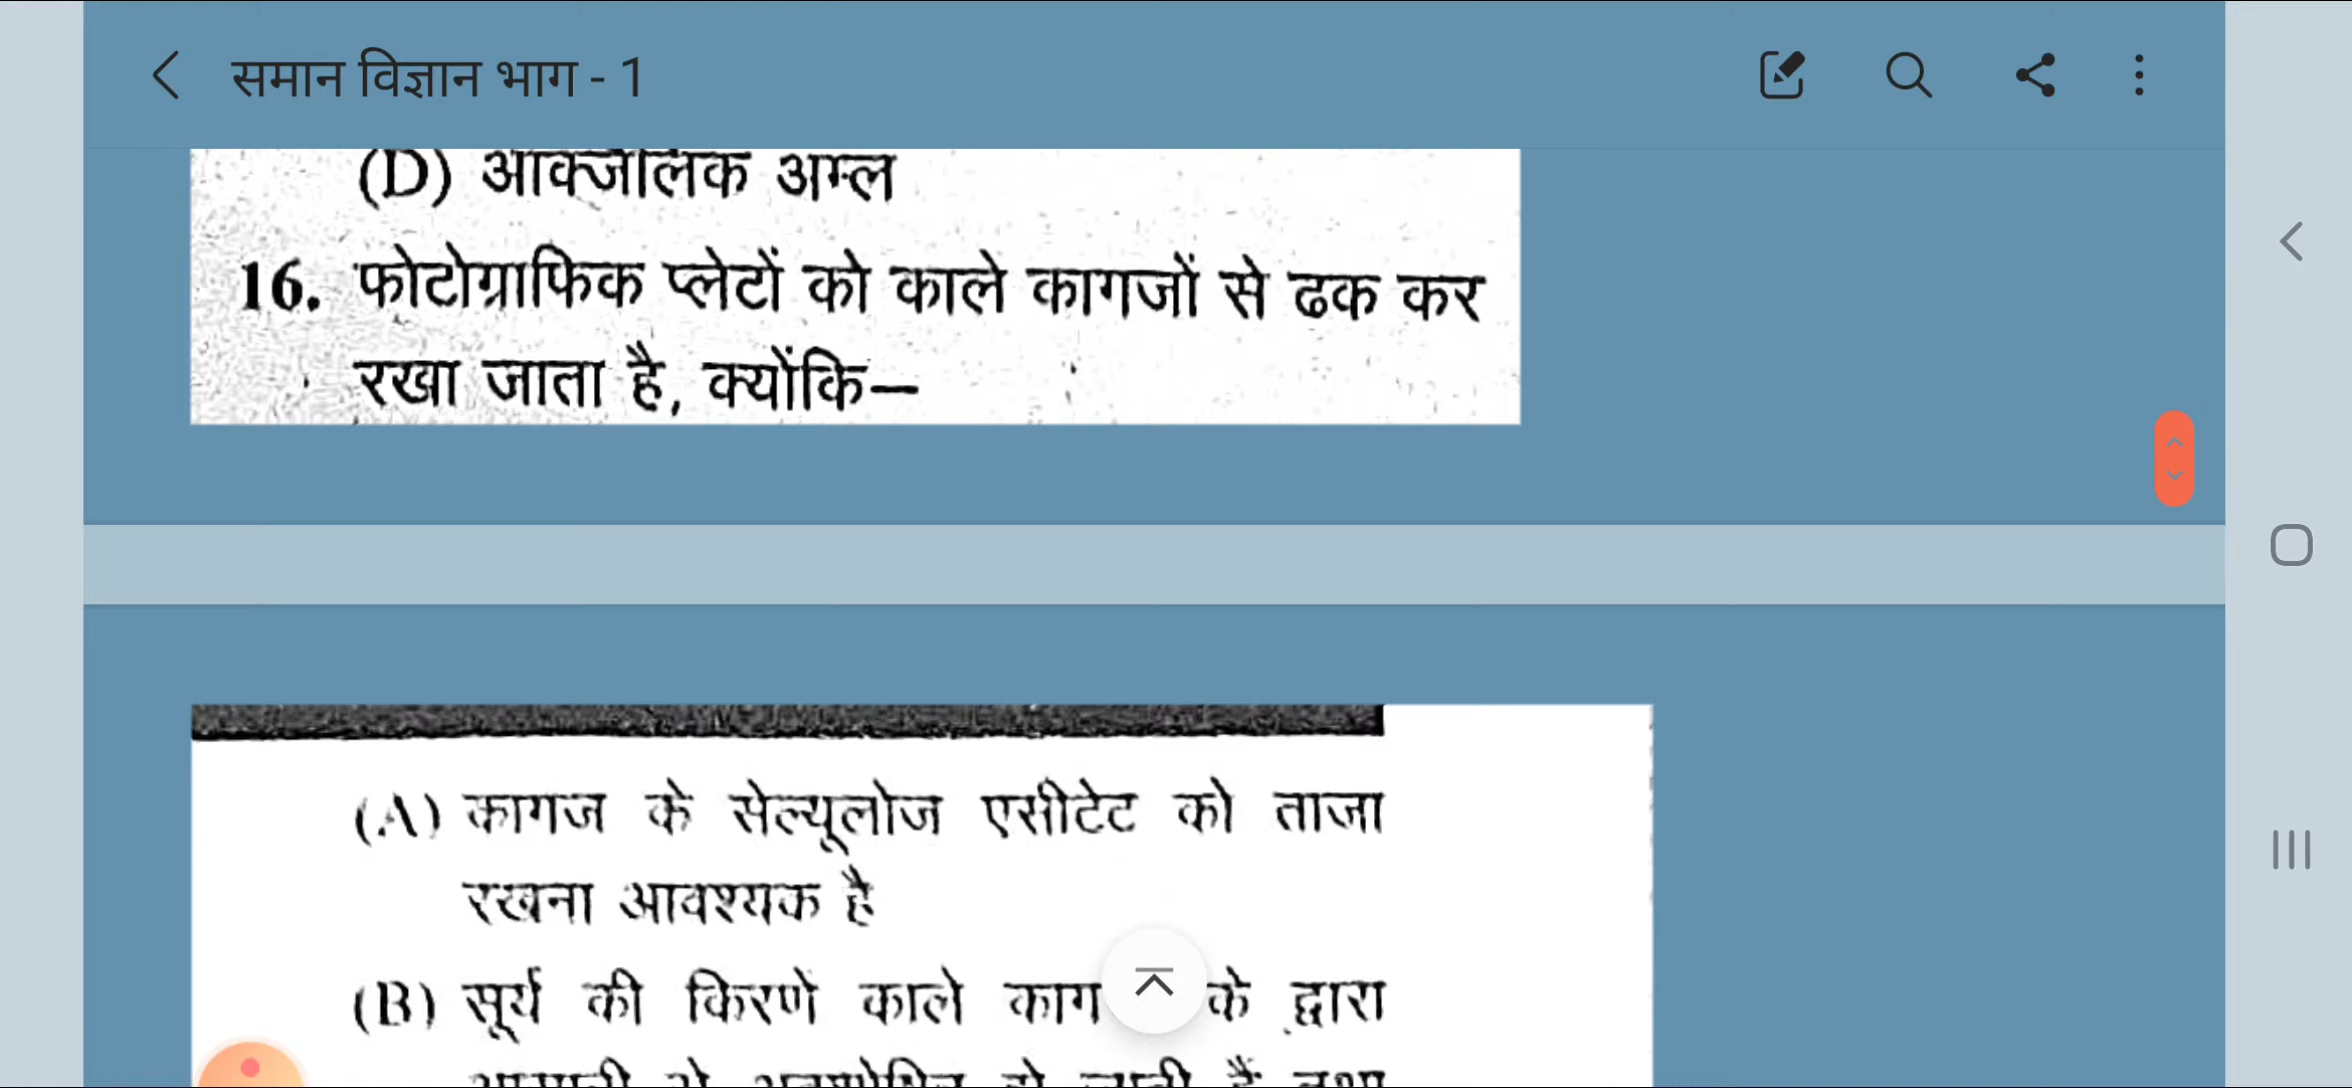 समान विज्ञान भाग - 1
(D) आक्जैलिक अम्ल
16. फोटोग्राफिक प्लेटों को काले कागजों से ढक कर
रखा जाता है, क्योंकि—
(A) कागज के सेल्यूलोज एसीटेट को ताजा
रखना आवश्यक है
(B) सूर्य की किरणे काले काग के द्वारा